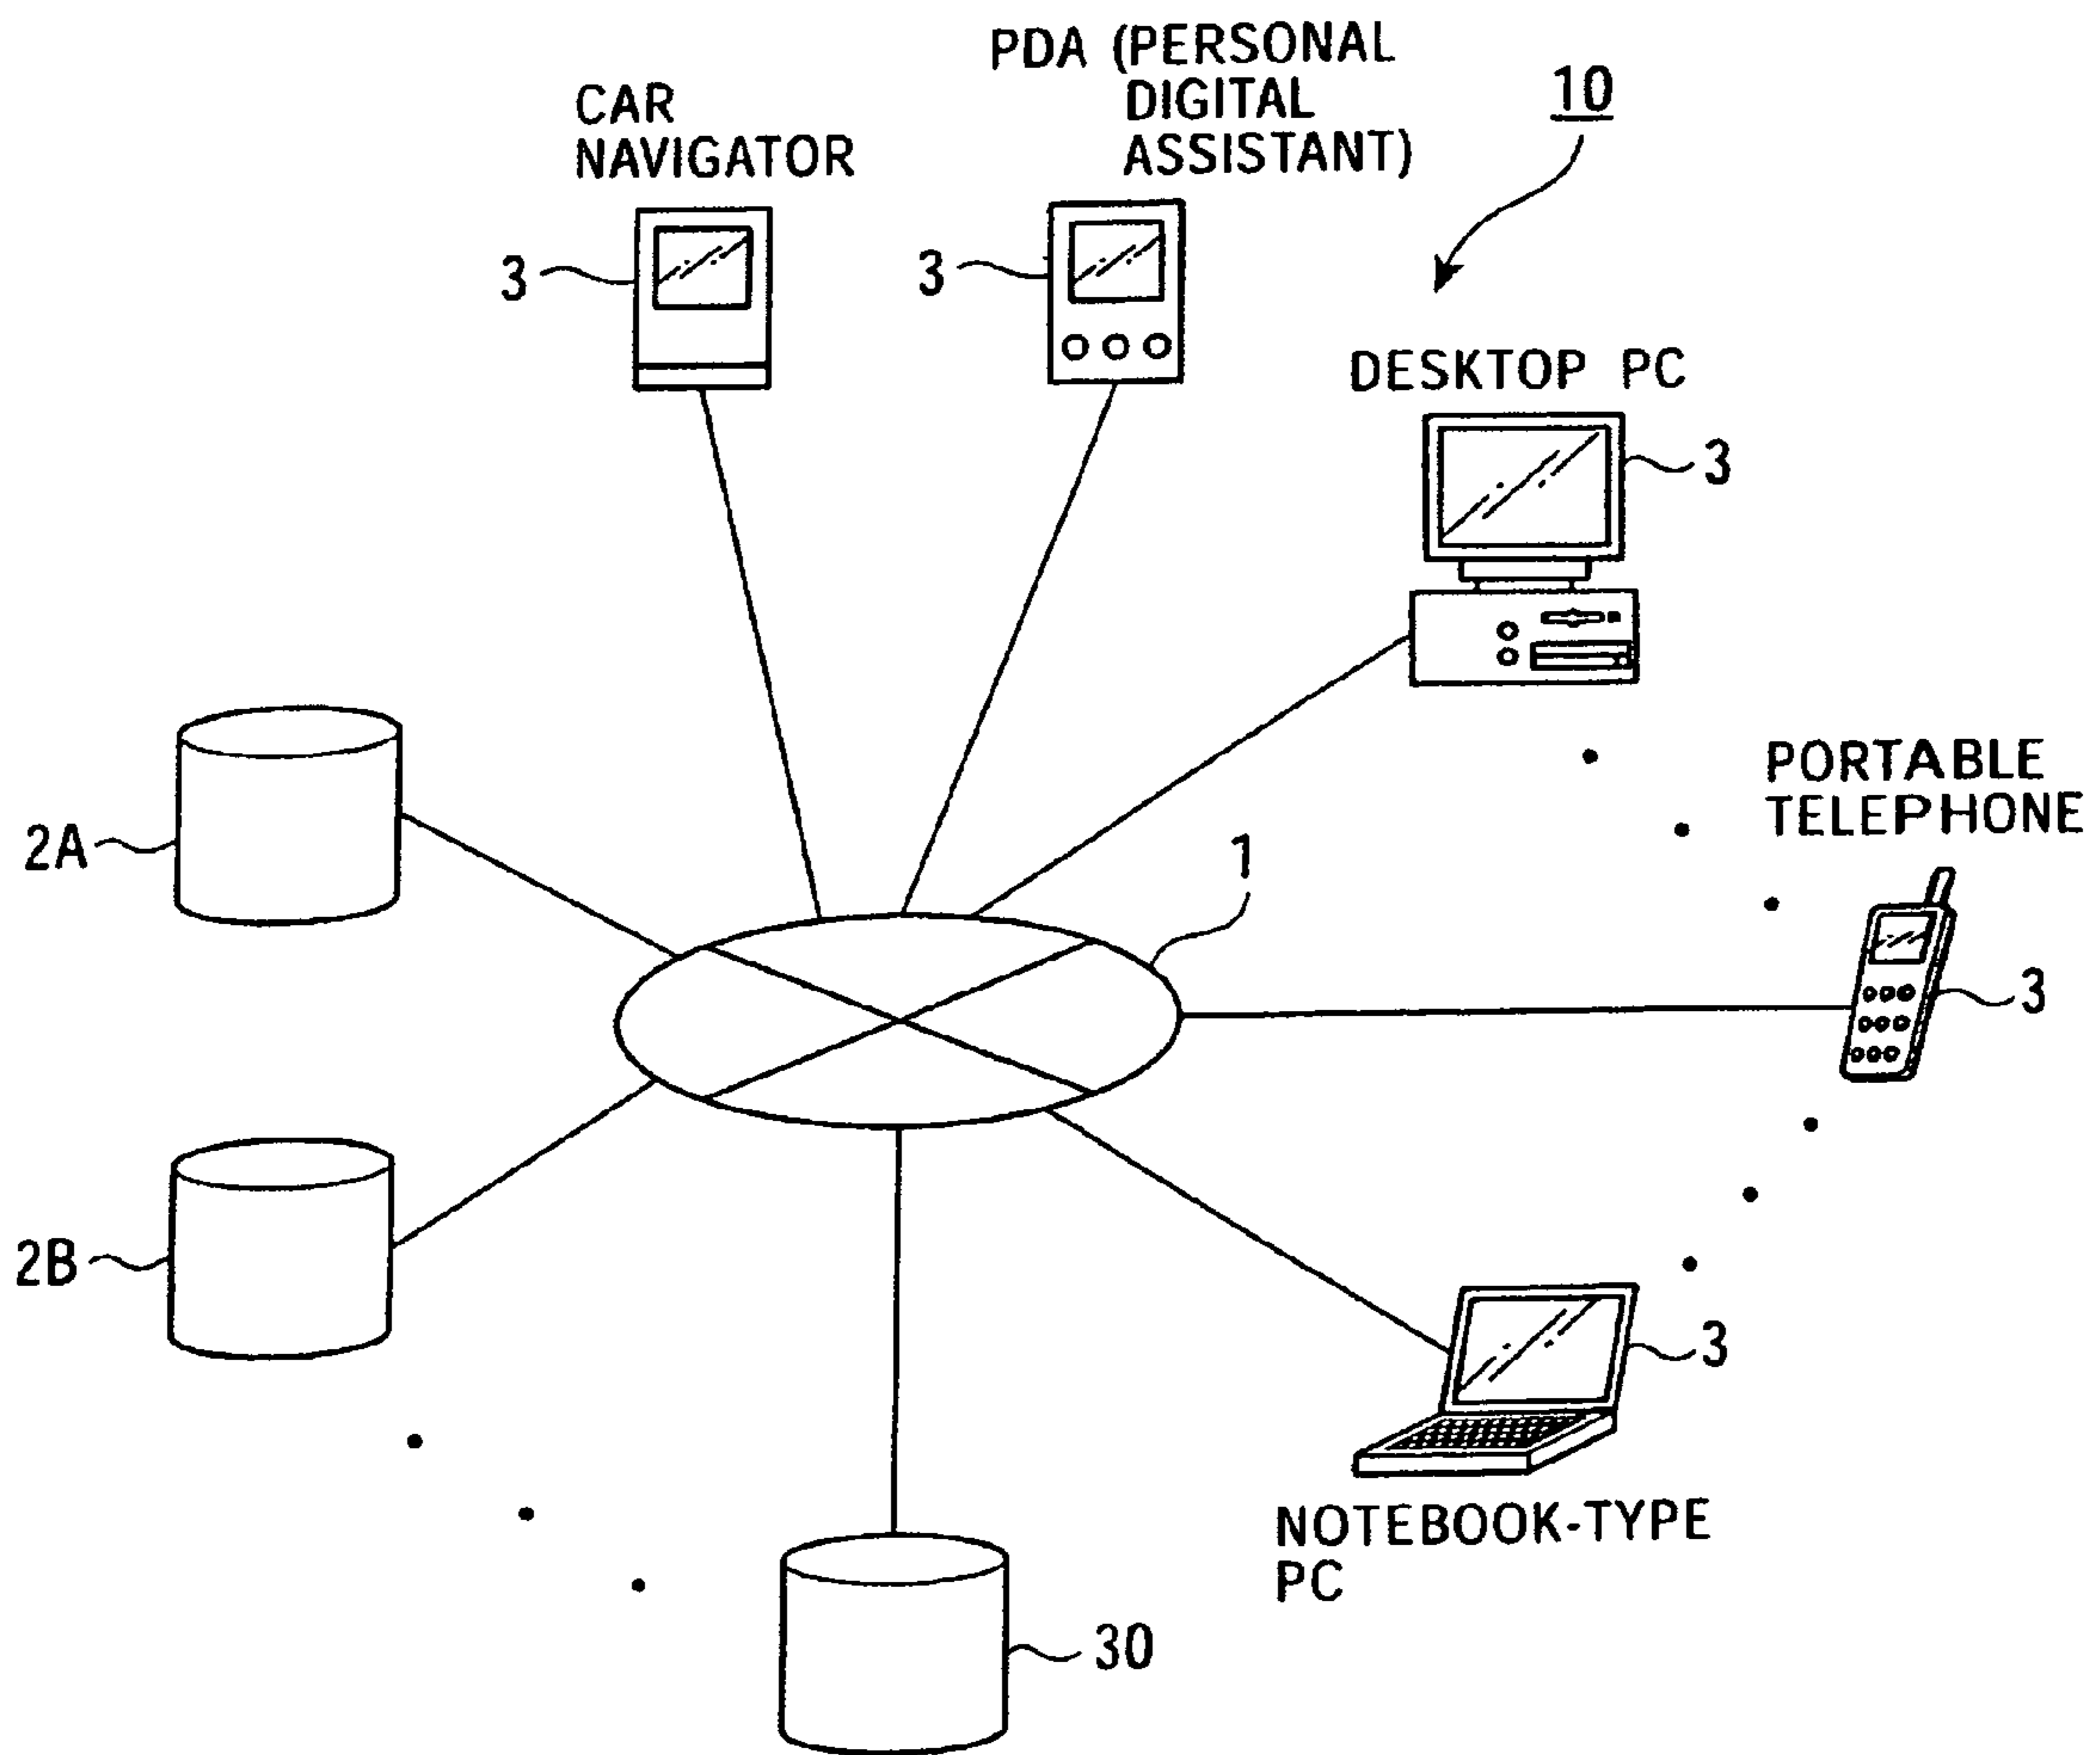 PDA (PERSONAL
DIGITAL
ASSISTANT)
10
CAR
NAVIGATOR
3
3
DESKTOP PC
3
PORTABLE
TELEPHONE
2A
1
3
2B
3
NOTEBOOK-TYPE
PC
30